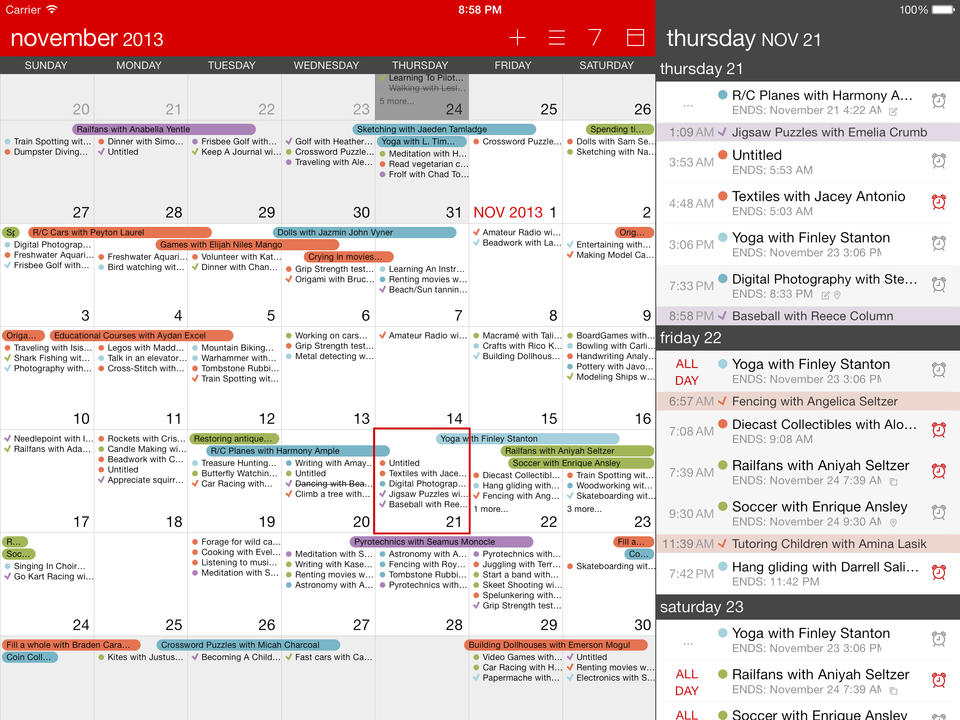 Carrier
8:58 PM
100%
november 2013
7
thursday NOV 21
SUNDAY MONDAY TUESDAY WEDNESDAY THURSDAY FRIDAY SATURDAY
Learning To Pilot...
Walking with Lesl...
5 more...
20 21 22 23 24 25 26
Railfans with Anabella Yentle
Sketching with Jaeden Tamladge
Spending ti...
Train Spotting wit...
Dumpster Diving...
Dinner with Simo...
Untitled
Frisbee Golf with...
Keep A Journal wi...
Golf with Heather...
Crossword Puzzle...
Traveling with Ale...
Yoga with L. Tim...
Meditation with H...
Read vegetarian c...
Frolf with Chad To...
Crossword Puzzle...
Dolls with Sam Se...
Sketching with Na...
27 28 29 30 31 NOV 2013 1 2
R/C Cars with Peyton Laurel
Dolls with Jazmin John Vyner
Orig...
Games with Elijah Niles Mango
Crying in movies...
Digital Photograp...
Freshwater Aquari...
Frisbee Golf with...
Freshwater Aquari...
Bird watching wit...
Volunteer with Kat...
Dinner with Chan...
Grip Strength test...
Origami with Bruc...
Learning An Instr...
Renting movies w...
Beach/Sun tannin...
Amateur Radio wi...
Beadwork with La...
Entertaining with...
Making Model Ca...
3 4 5 6 7 8 9
Origa...
Educational Courses with Aydan Excel
Traveling with Isis...
Shark Fishing wit...
Photography with...
Legos with Madd...
Talk in an elevator...
Cross-Stitch with...
Mountain Biking...
Warhammer with...
Tombstone Rubbi...
Train Spotting wit...
Working on cars...
Grip Strength test...
Metal detecting w...
Amateur Radio wi...
Macramé with Tali...
Crafts with Rico K...
Building Dollhous...
BoardGames with...
Bowling with Carli...
Handwriting Analy...
Pottery with Javo...
Modeling Ships w...
10 11 12 13 14 15 16
Restoring antique...
Yoga with Finley Stanton
R/C Planes with Harmony Ample
Railfans with Aniyah Seltzer
Soccer with Enrique Ansley
Needlepoint with I...
Railfans with Ada...
Rockets with Cris...
Candle Making wi...
Beadwork with C...
Untitled
Appreciate squirr...
Treasure Hunting...
Butterfly Watchin...
Car Racing with...
Writing with Amay...
Untitled
Dancing with Bea...
Climb a tree with...
Untitled
Textiles with Jace...
Digital Photograp...
Jigsaw Puzzles wi...
Baseball with Ree...
Diecast Collectibl...
Hang gliding with...
Fencing with Ang...
1 more...
Train Spotting wit...
Woodworking wit...
Skateboarding wit...
3 more...
17 18 19 20 21 22 23
R...
Soc...
Pyrotechnics with Seamus Monocle
Fill a...
Co...
Singing In Choir...
Go Kart Racing wi...
Forage for wild ca...
Cooking with Evel...
Listening to musi...
Meditation with S...
Meditation with S...
Writing with Kase...
Renting movies w...
Astronomy with A...
Astronomy with A...
Fencing with Roy...
Tombstone Rubbi...
Pyrotechnics with...
Pyrotechnics with...
Juggling with Terr...
Start a band with...
Skeet Shooting wi...
Spelunkering with...
Grip Strength test...
Skateboarding wit...
24 25 26 27 28 29 30
Fill a whole with Braden Cara...
Crossword Puzzles with Micah Charcoal
Building Dollhouses with Emerson Mogul
Coin Coll...
Kites with Justus...
Becoming A Child...
Fast cars with Ca...
Video Games with...
Car Racing with H...
Papermache with...
Untitled
Renting movies w...
Electronics with S...
thursday 21
... R/C Planes with Harmony A...
ENDS: November 21 4:22 AM
1:09 AM Jigsaw Puzzles with Emelia Crumb
3:53 AM Untitled
ENDS: 5:53 AM
4:48 AM Textiles with Jacey Antonio
ENDS: 5:03 AM
3:06 PM Yoga with Finley Stanton
ENDS: November 23 3:06 PM
7:33 PM Digital Photography with Ste...
ENDS: 8:33 PM
8:58 PM Baseball with Reece Column
friday 22
ALL DAY Yoga with Finley Stanton
ENDS: November 23 3:06 PM
6:57 AM Fencing with Angelica Seltzer
7:08 AM Diecast Collectibles with Alo...
ENDS: 9:08 AM
7:39 AM Railfans with Aniyah Seltzer
ENDS: November 24 7:39 AM
9:30 AM Soccer with Enrique Ansley
ENDS: November 24 9:30 AM
11:39 AM Tutoring Children with Amina Lasik
7:42 PM Hang gliding with Darrell Sali...
ENDS: 11:42 PM
saturday 23
... Yoga with Finley Stanton
ENDS: November 23 3:06 PM
ALL DAY Railfans with Aniyah Seltzer
ENDS: November 24 7:39 AM
ALL Soccer with Enrique Ansley